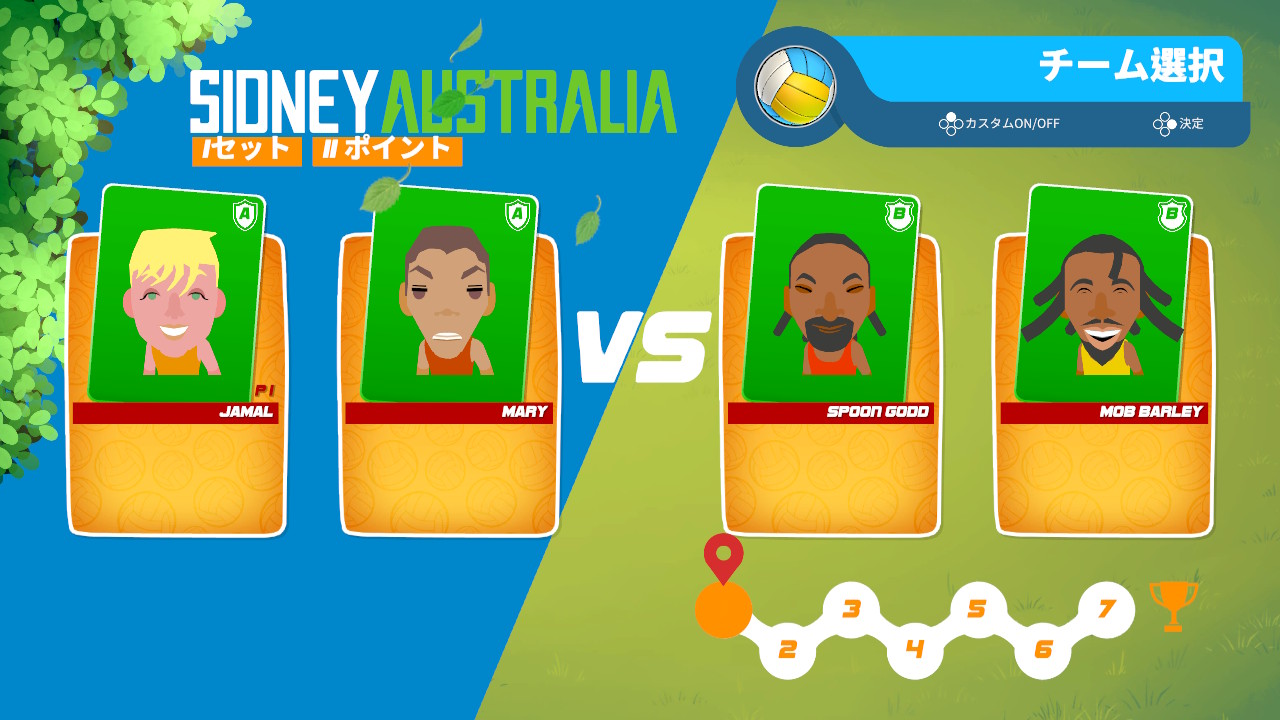 SIDNEY AUSTRALIA
1セット 11ポイント
チーム選択
カスタムON/OFF 決定
A
A
B
B
P1
JAMAL
MARY
VS
SPOON GODD
MOB BARLEY
3 5 7
2 4 6